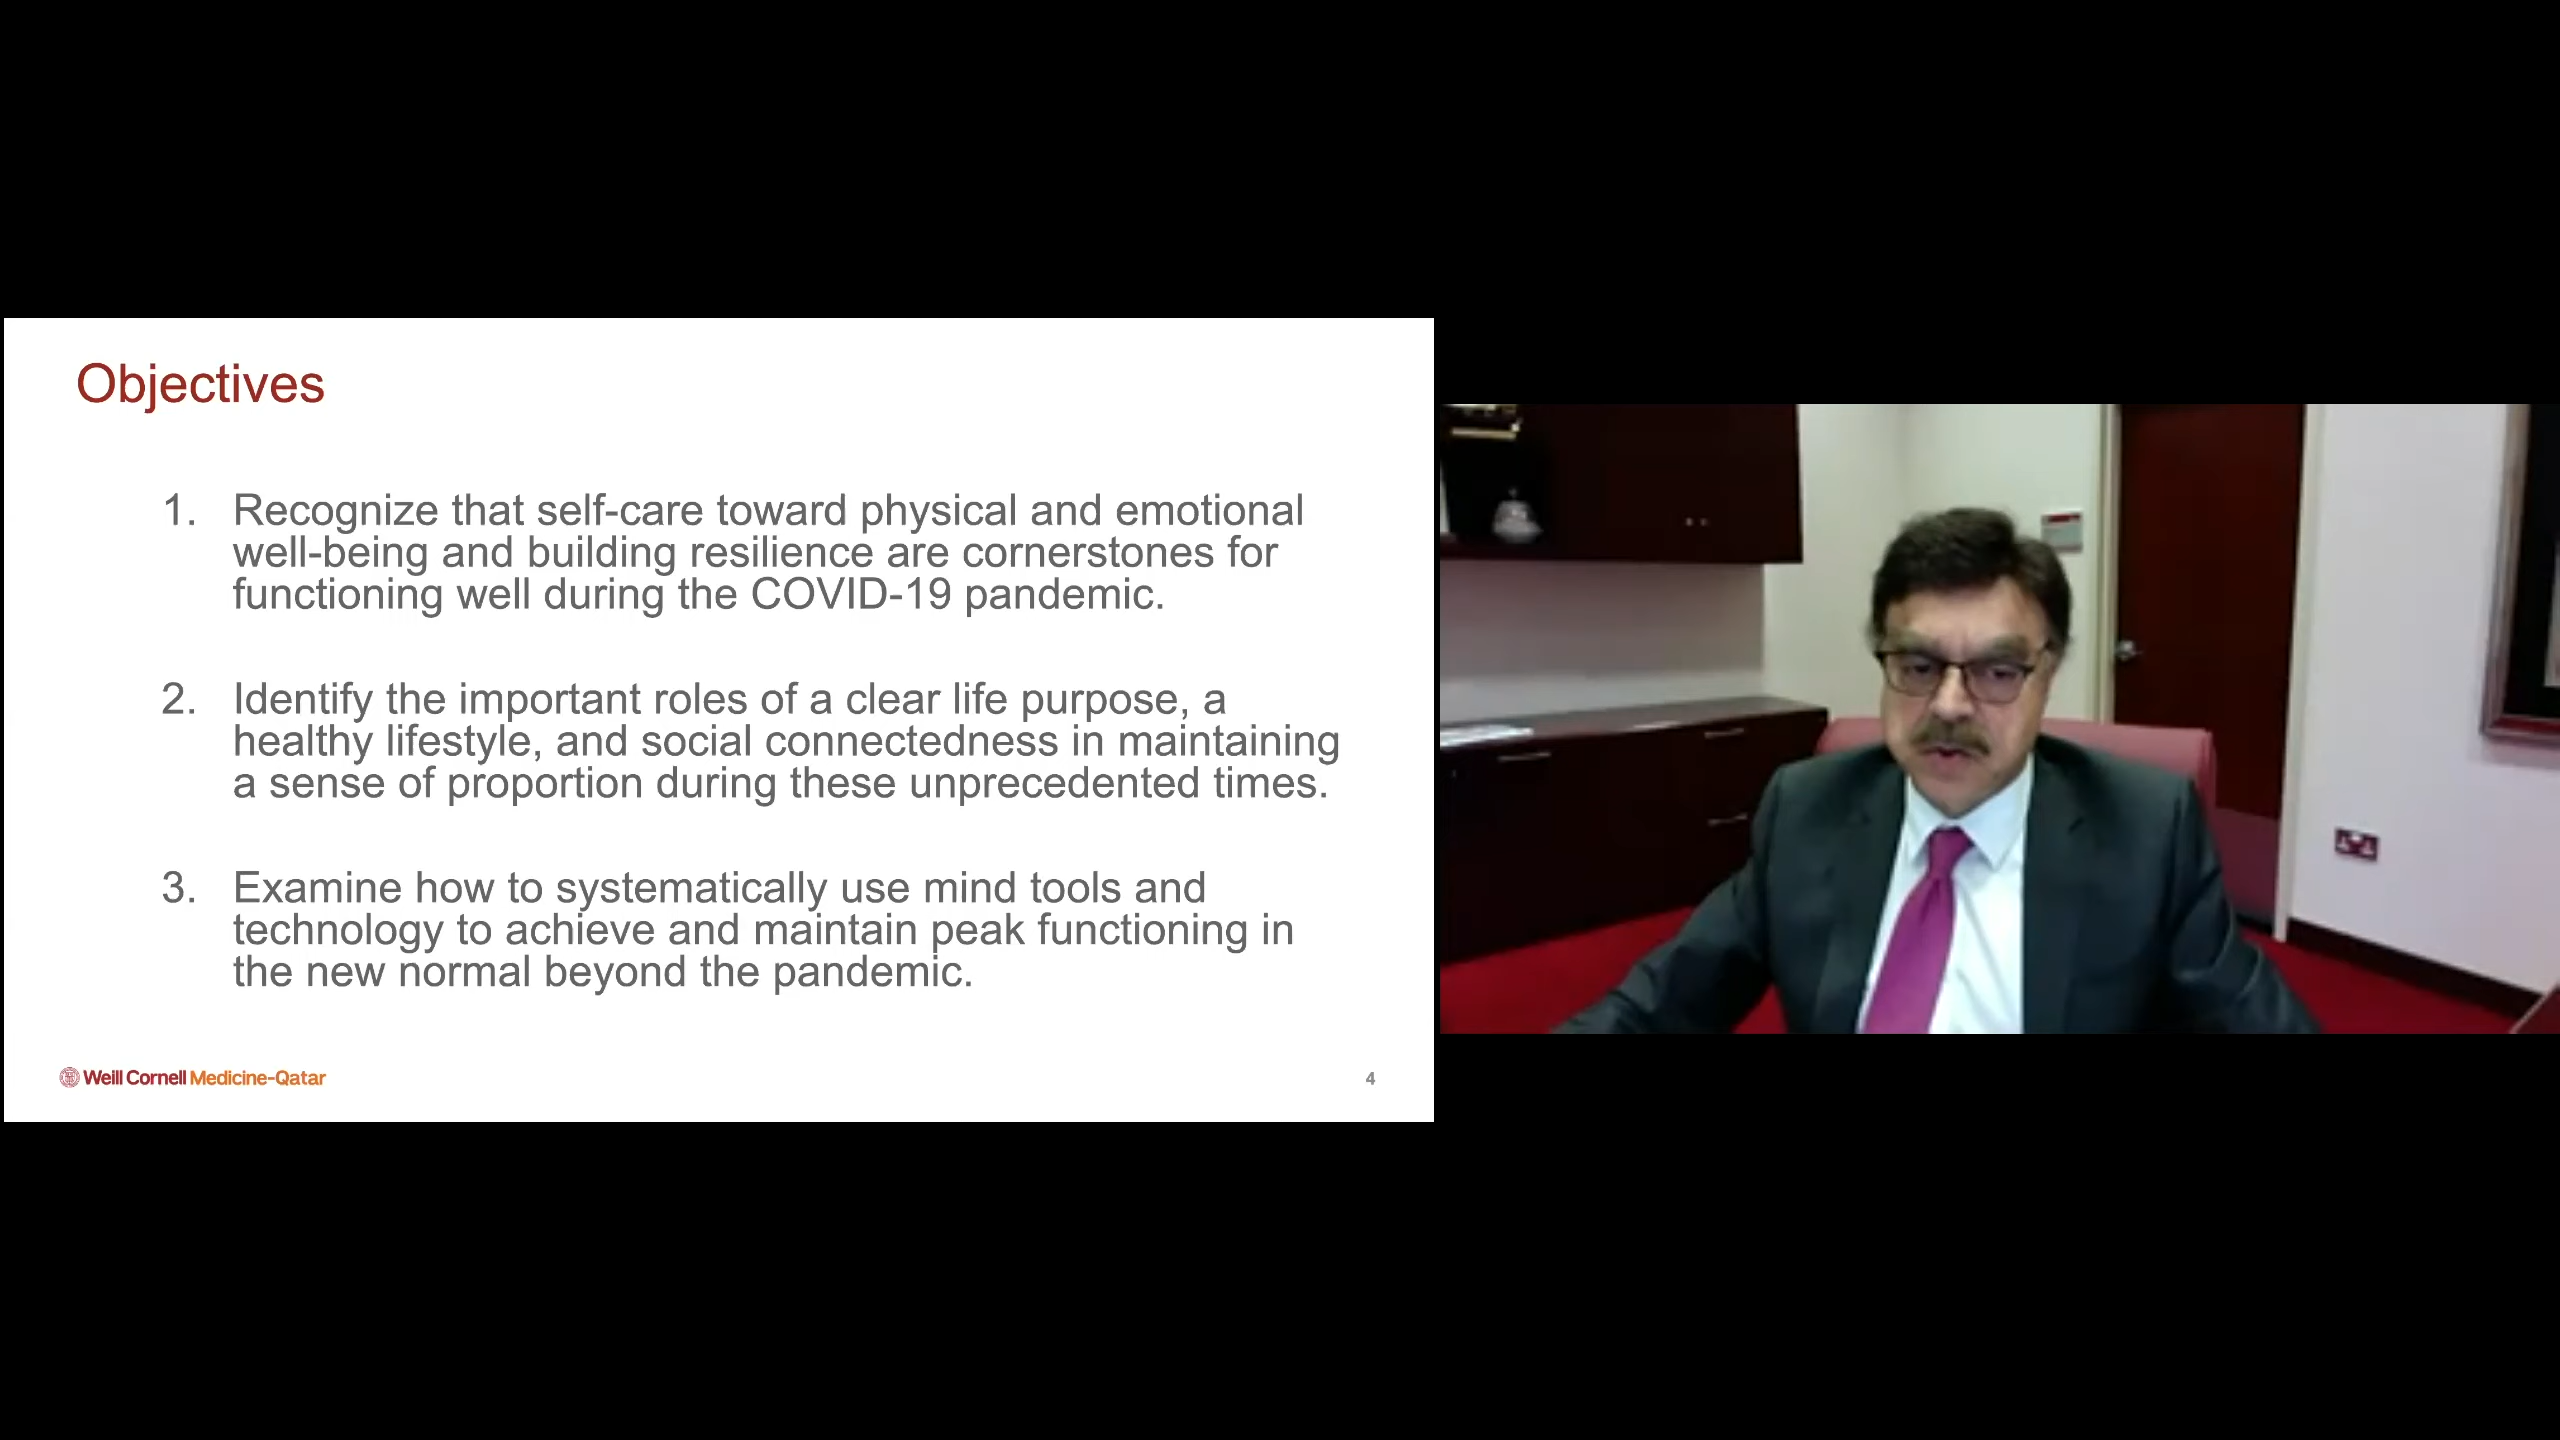 Objectives
1. Recognize that self-care toward physical and emotional
well-being and building resilience are cornerstones for
functioning well during the COVID-19 pandemic.
2. Identify the important roles of a clear life purpose, a
healthy lifestyle, and social connectedness in maintaining
a sense of proportion during these unprecedented times.
3. Examine how to systematically use mind tools and
technology to achieve and maintain peak functioning in
the new normal beyond the pandemic.
Weill Cornell Medicine-Qatar
4